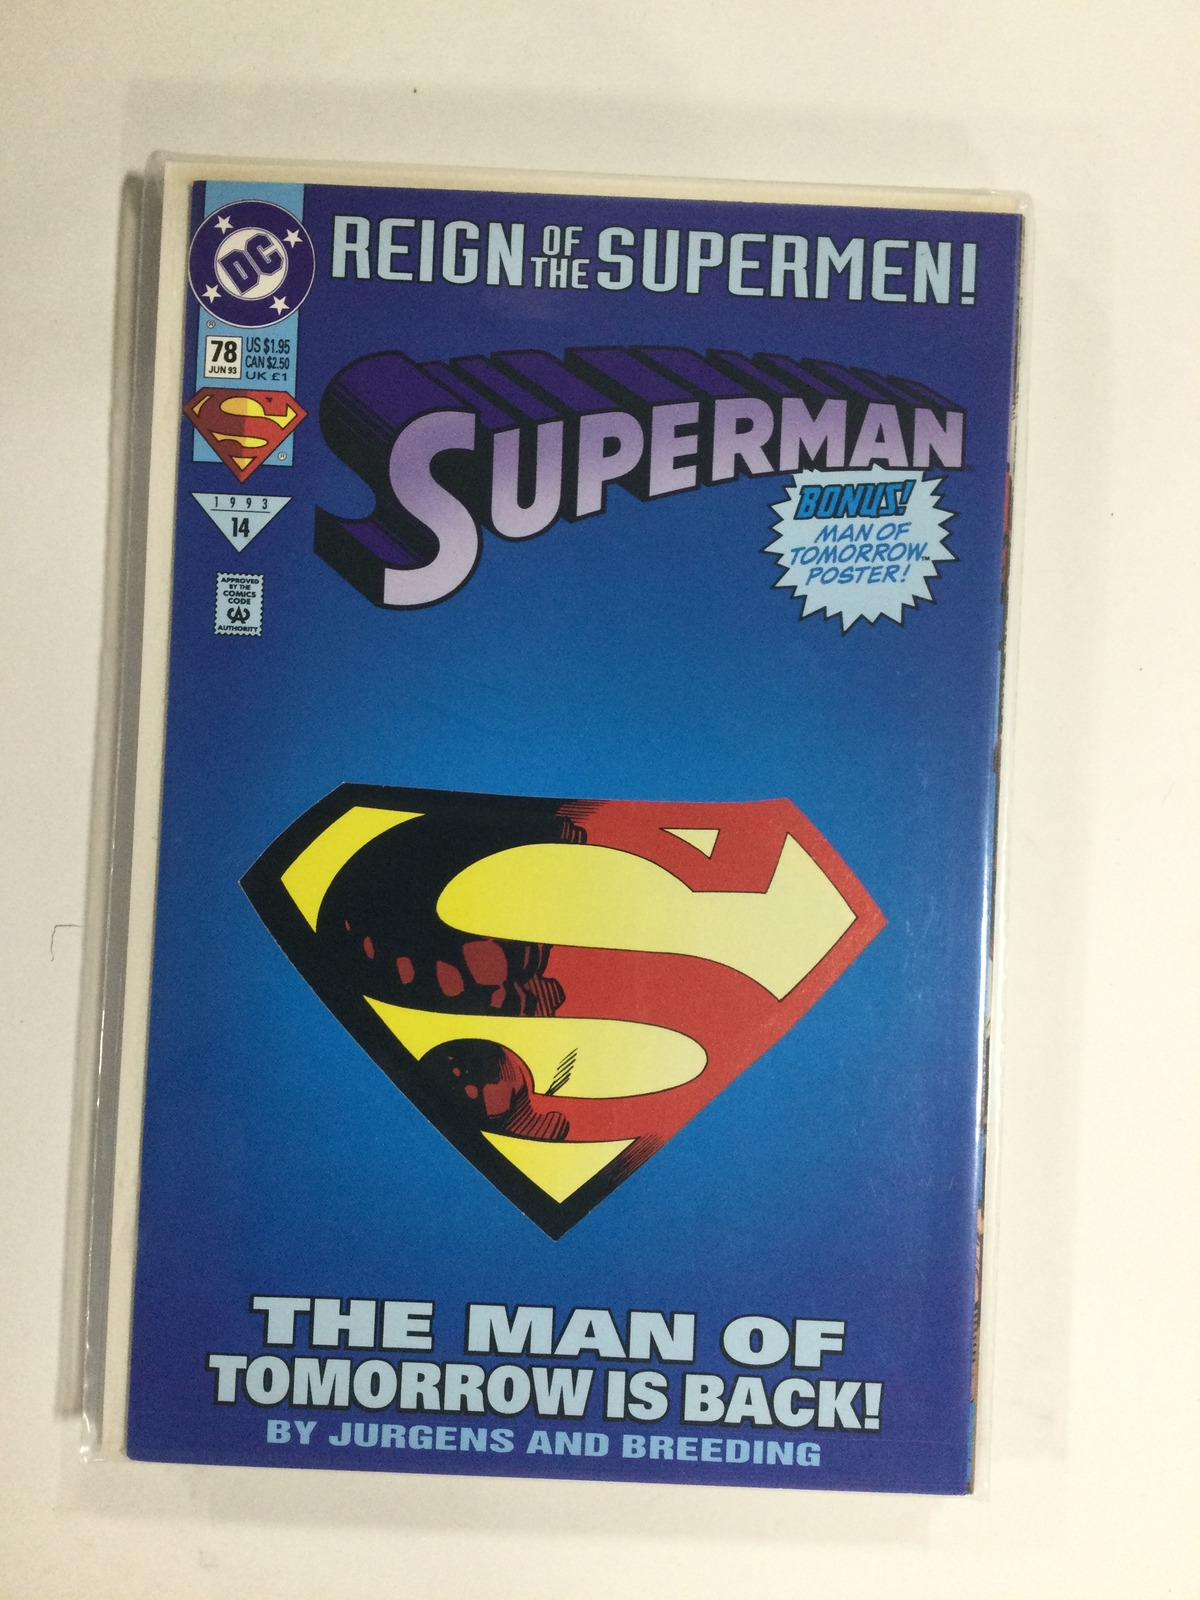 REIGN OF THE SUPERMEN!
DC
®
78
JUN 93
US $1.95
CAN $2.50
UK £1
S
®
1993
14
APPROVED
BY THE
COMICS
CODE
CA
AUTHORITY
SUPERMAN
BONUS!
MAN OF
TOMORROW™
POSTER!
S
THE MAN OF
TOMORROW IS BACK!
BY JURGENS AND BREEDING